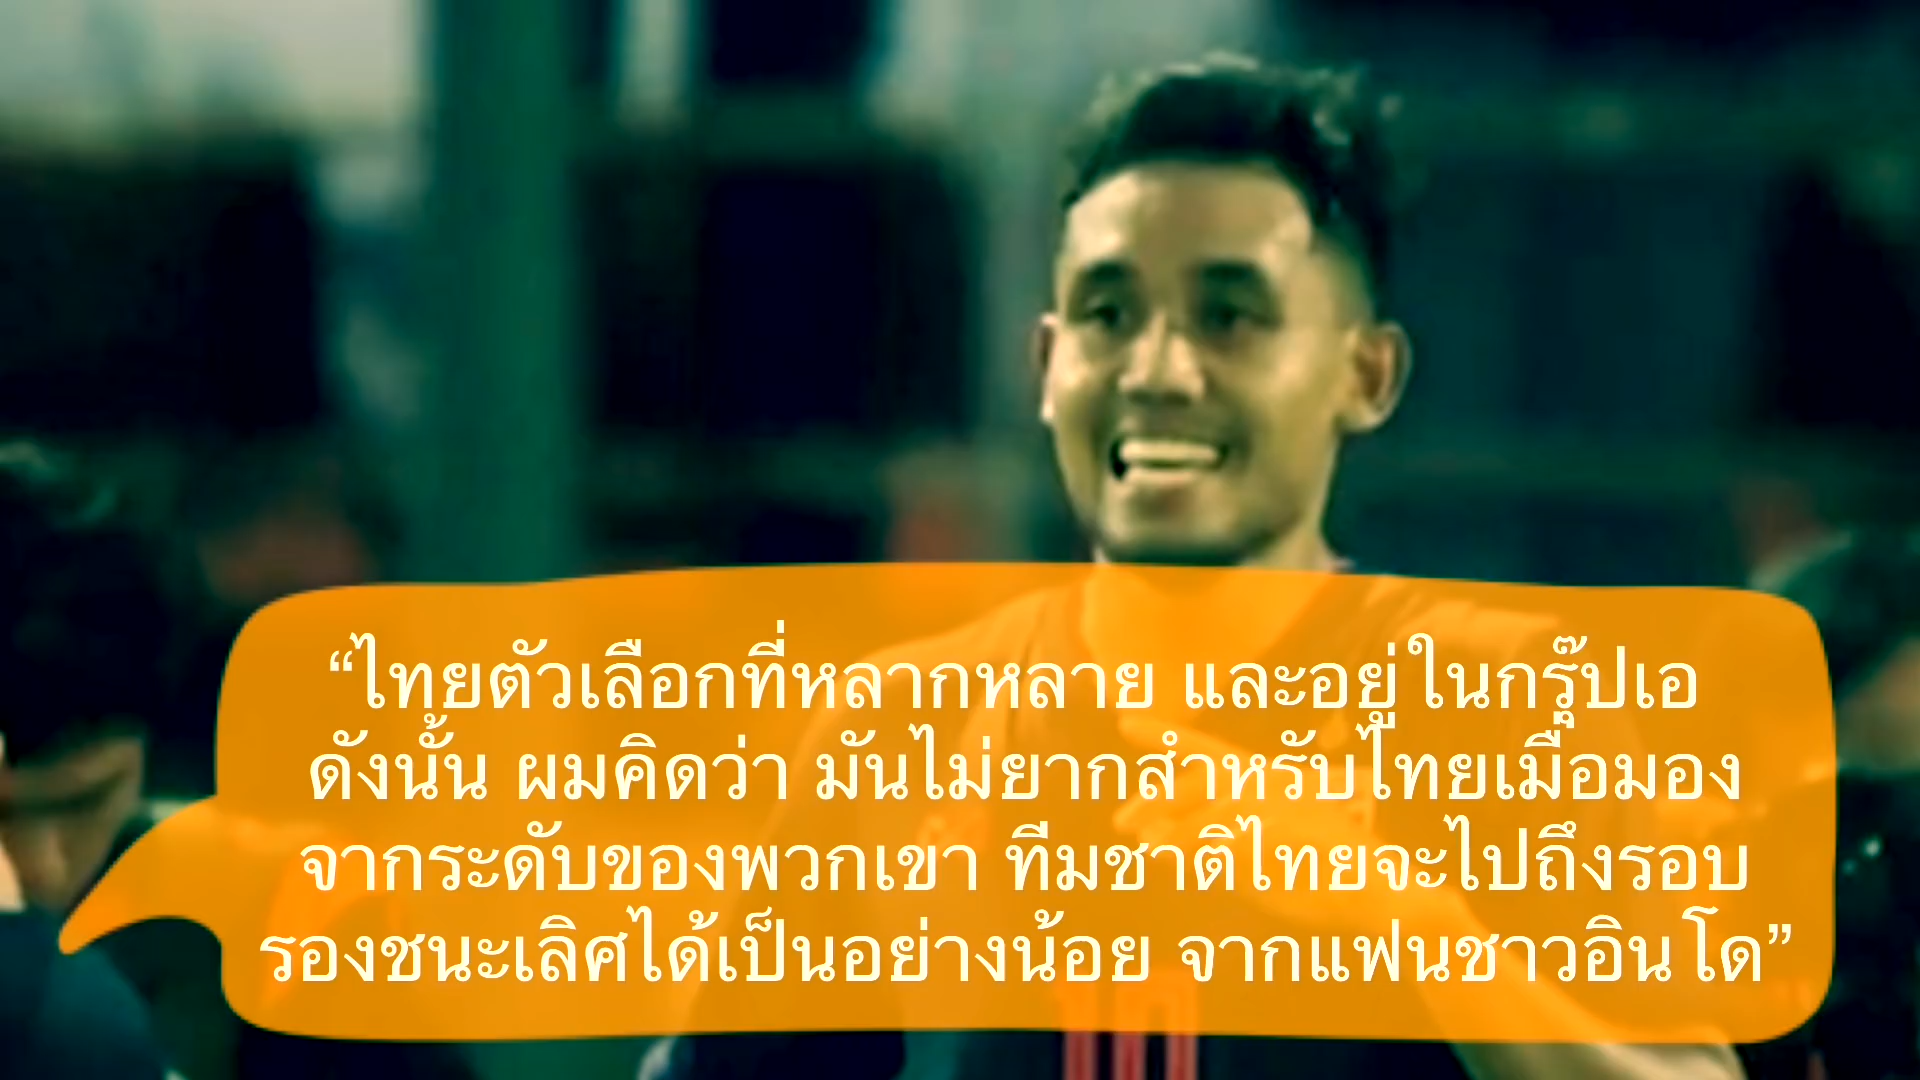 “ไทยตัวเลือกที่หลากหลาย และอยู่ในกรุ๊ปเอ
ดังนั้น ผมคิดว่า มันไม่ยากสำหรับไทยเมื่อมอง
จากระดับของพวกเขา ทีมชาติไทยจะไปถึงรอบ
รองชนะเลิศได้เป็นอย่างน้อย จากแฟนชาวอินโด”